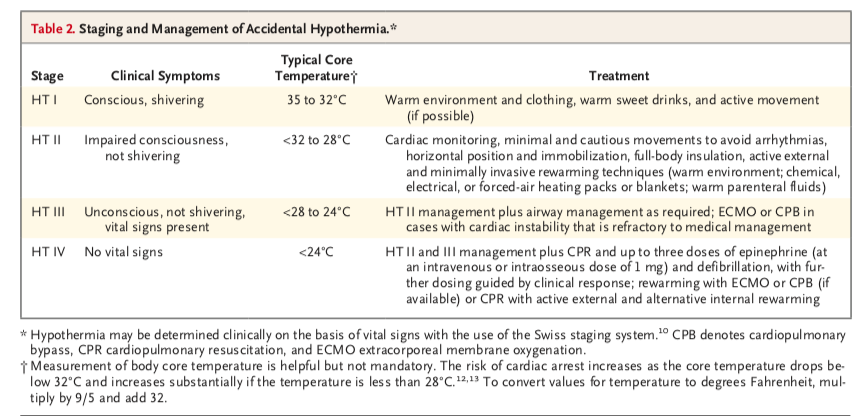 Table 2. Staging and Management of Accidental Hypothermia.*
Stage Clinical Symptoms Typical Core Temperature† Treatment
HT I Conscious, shivering 35 to 32°C Warm environment and clothing, warm sweet drinks, and active movement
(if possible)
HT II Impaired consciousness, <32 to 28°C Cardiac monitoring, minimal and cautious movements to avoid arrhythmias,
not shivering horizontal position and immobilization, full-body insulation, active external
and minimally invasive rewarming techniques (warm environment; chemical,
electrical, or forced-air heating packs or blankets; warm parenteral fluids)
HT III Unconscious, not shivering, <28 to 24°C HT II management plus airway management as required; ECMO or CPB in
vital signs present cases with cardiac instability that is refractory to medical management
HT IV No vital signs <24°C HT II and III management plus CPR and up to three doses of epinephrine (at
an intravenous or intraosseous dose of 1 mg) and defibrillation, with fur-
ther dosing guided by clinical response; rewarming with ECMO or CPB (if
available) or CPR with active external and alternative internal rewarming
* Hypothermia may be determined clinically on the basis of vital signs with the use of the Swiss staging system.10 CPB denotes cardiopulmonary
bypass, CPR cardiopulmonary resuscitation, and ECMO extracorporeal membrane oxygenation.
† Measurement of body core temperature is helpful but not mandatory. The risk of cardiac arrest increases as the core temperature drops be-
low 32°C and increases substantially if the temperature is less than 28°C.12,13 To convert values for temperature to degrees Fahrenheit, mul-
tiply by 9/5 and add 32.